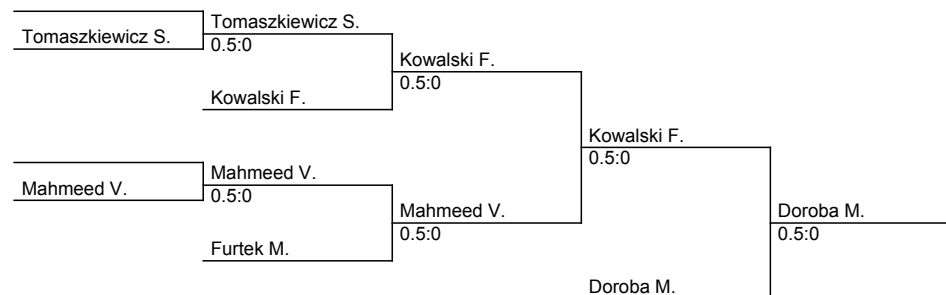 Tomaszkiewicz S.
Tomaszkiewicz S.
0.5:0
Kowalski F.
Kowalski F.
0.5:0
Kowalski F.
0.5:0
Mahmeed V.
Mahmeed V.
0.5:0
Mahmeed V.
0.5:0
Furtek M.
Doroba M.
0.5:0
Doroba M.